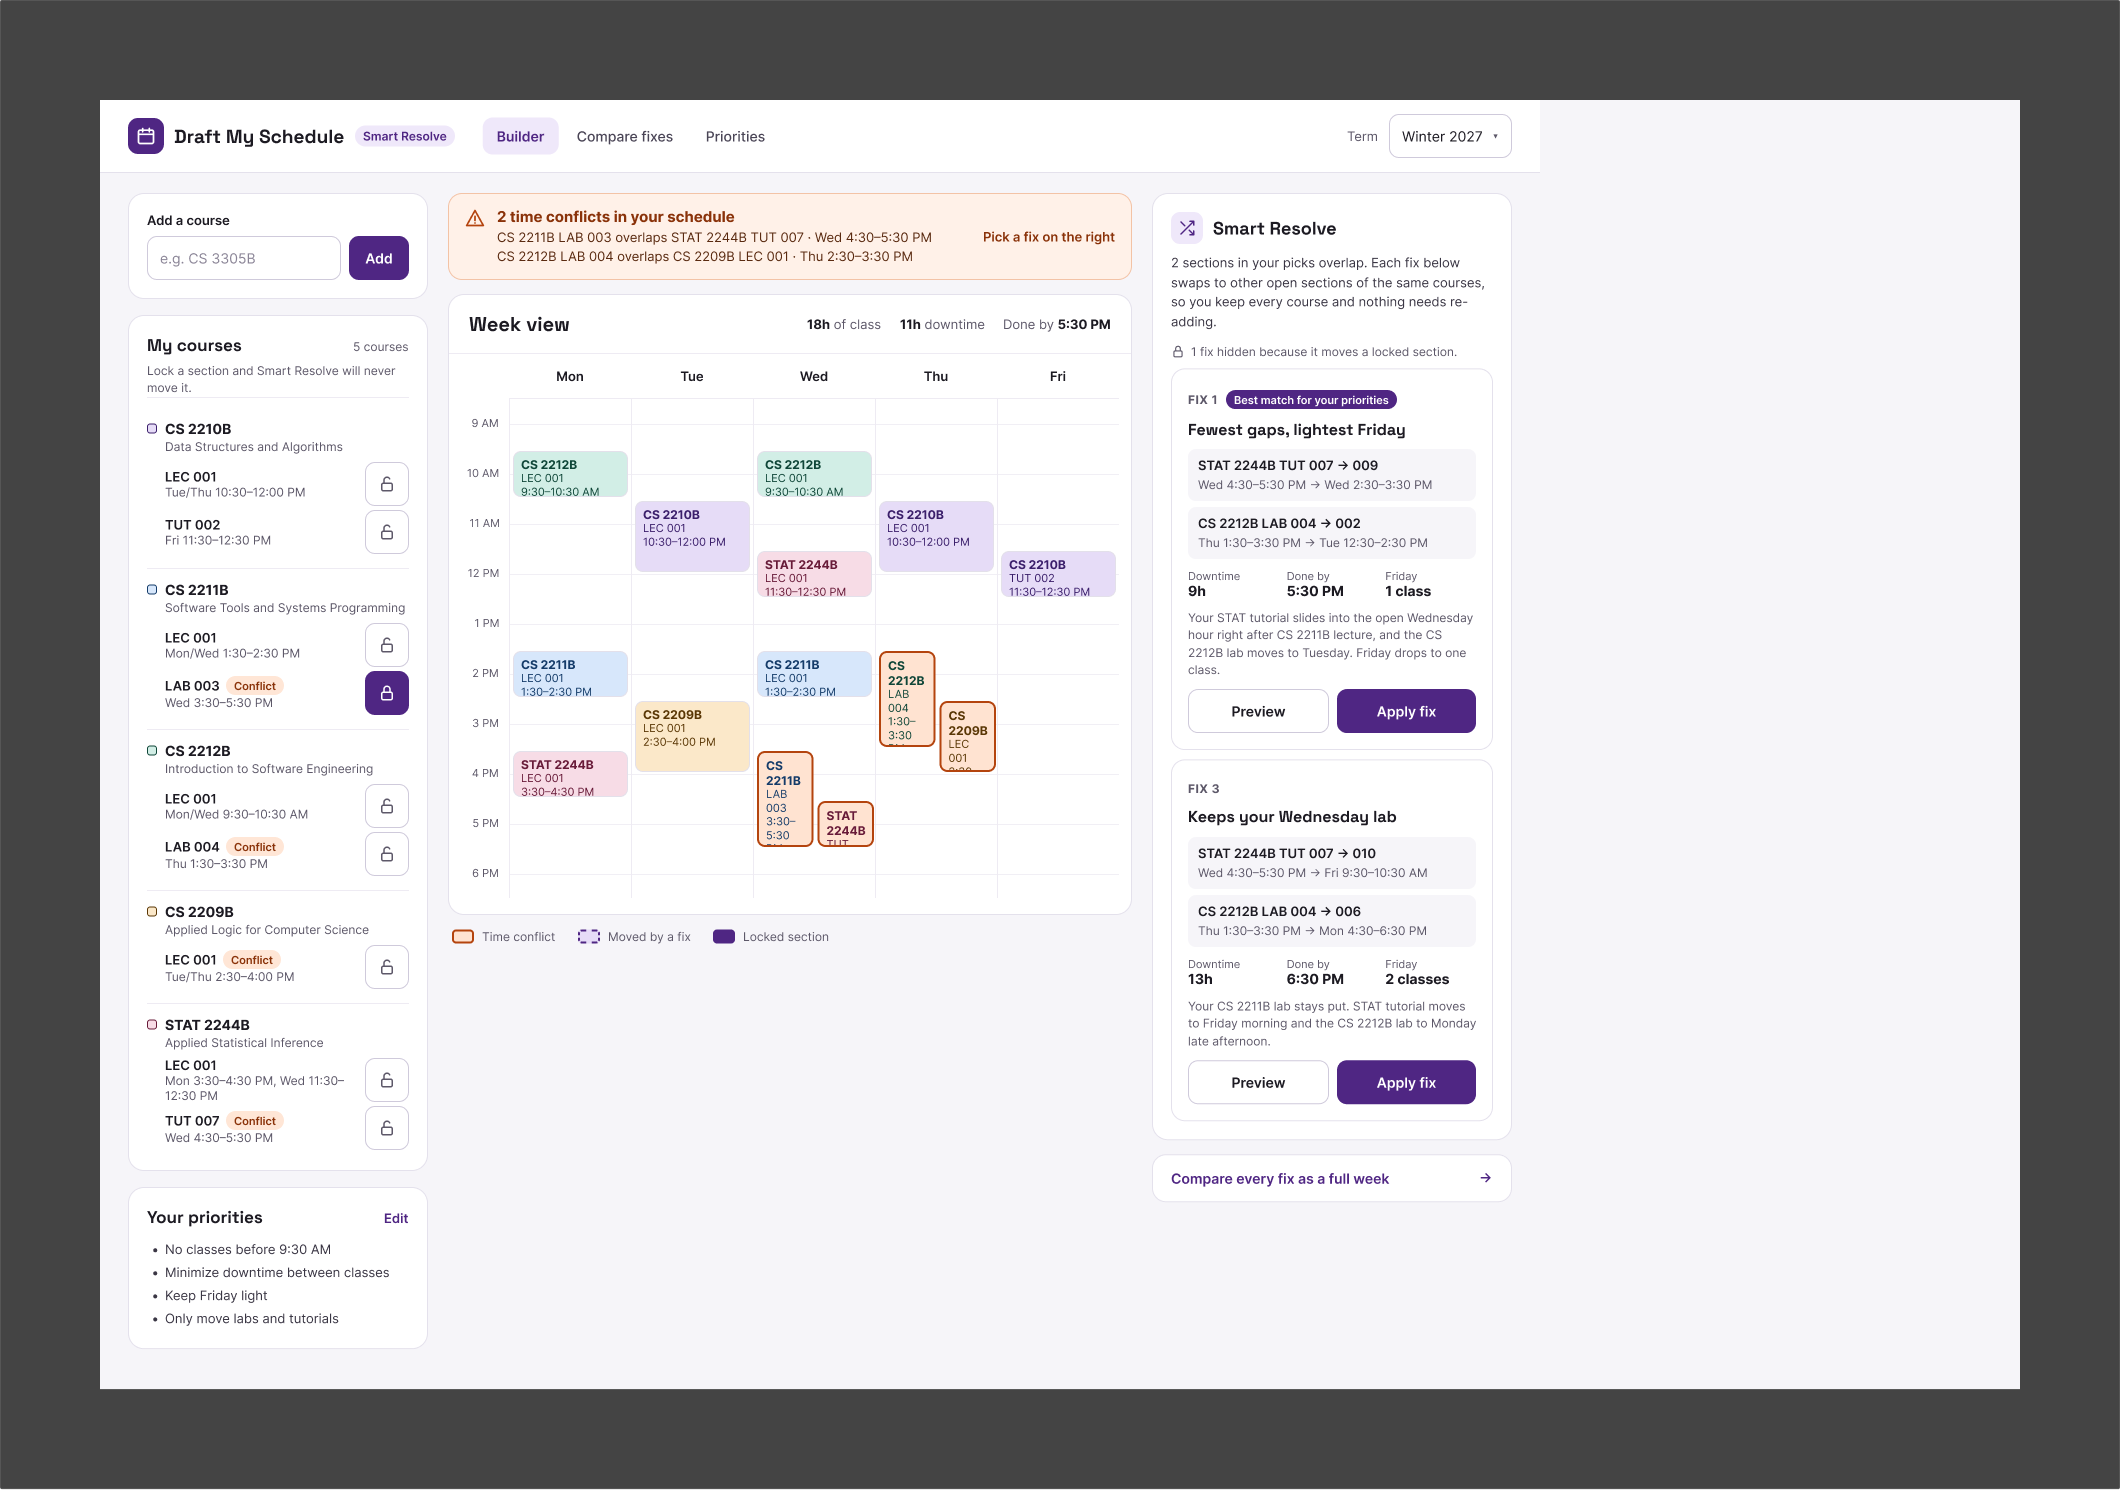 Draft My Schedule
Smart Resolve
Builder
Compare fixes
Priorities
Term
Winter 2027
Add a course
e.g. CS 3305B
Add
My courses
5 courses
Lock a section and Smart Resolve will never
move it.
CS 2210B
Data Structures and Algorithms
LEC 001
Tue/Thu 10:30–12:00 PM
TUT 002
Fri 11:30–12:30 PM
CS 2211B
Software Tools and Systems Programming
LEC 001
Mon/Wed 1:30–2:30 PM
LAB 003 Conflict
Wed 3:30–5:30 PM
CS 2212B
Introduction to Software Engineering
LEC 001
Mon/Wed 9:30–10:30 AM
LAB 004 Conflict
Thu 1:30–3:30 PM
CS 2209B
Applied Logic for Computer Science
LEC 001 Conflict
Tue/Thu 2:30–4:00 PM
STAT 2244B
Applied Statistical Inference
LEC 001
Mon 3:30–4:30 PM, Wed 11:30–
12:30 PM
TUT 007 Conflict
Wed 4:30–5:30 PM
Your priorities
Edit
• No classes before 9:30 AM
• Minimize downtime between classes
• Keep Friday light
• Only move labs and tutorials
2 time conflicts in your schedule
CS 2211B LAB 003 overlaps STAT 2244B TUT 007 · Wed 4:30–5:30 PM
CS 2212B LAB 004 overlaps CS 2209B LEC 001 · Thu 2:30–3:30 PM
Pick a fix on the right
Week view
18h of class
11h downtime
Done by 5:30 PM
Mon Tue Wed Thu Fri
9 AM
10 AM
11 AM
12 PM
1 PM
2 PM
3 PM
4 PM
5 PM
6 PM
CS 2212B
LEC 001
9:30–10:30 AM
CS 2211B
LEC 001
1:30–2:30 PM
STAT 2244B
LEC 001
3:30–4:30 PM
CS 2210B
LEC 001
10:30–12:00 PM
CS 2209B
LEC 001
2:30–4:00 PM
CS 2212B
LEC 001
9:30–10:30 AM
STAT 2244B
LEC 001
11:30–12:30 PM
CS 2211B
LEC 001
1:30–2:30 PM
CS
2211B
LAB
003
3:30–
5:30
STAT
2244B
TUT
CS 2210B
LEC 001
10:30–12:00 PM
CS
2212B
LAB
004
1:30–
3:30
CS
2209B
LEC
001
CS 2210B
TUT 002
11:30–12:30 PM
Time conflict
Moved by a fix
Locked section
Smart Resolve
2 sections in your picks overlap. Each fix below
swaps to other open sections of the same courses,
so you keep every course and nothing needs re-
adding.
1 fix hidden because it moves a locked section.
FIX 1 Best match for your priorities
Fewest gaps, lightest Friday
STAT 2244B TUT 007 → 009
Wed 4:30–5:30 PM → Wed 2:30–3:30 PM
CS 2212B LAB 004 → 002
Thu 1:30–3:30 PM → Tue 12:30–2:30 PM
Downtime Done by Friday
9h 5:30 PM 1 class
Your STAT tutorial slides into the open Wednesday
hour right after CS 2211B lecture, and the CS
2212B lab moves to Tuesday. Friday drops to one
class.
Preview
Apply fix
FIX 3
Keeps your Wednesday lab
STAT 2244B TUT 007 → 010
Wed 4:30–5:30 PM → Fri 9:30–10:30 AM
CS 2212B LAB 004 → 006
Thu 1:30–3:30 PM → Mon 4:30–6:30 PM
Downtime Done by Friday
13h 6:30 PM 2 classes
Your CS 2211B lab stays put. STAT tutorial moves
to Friday morning and the CS 2212B lab to Monday
late afternoon.
Preview
Apply fix
Compare every fix as a full week →